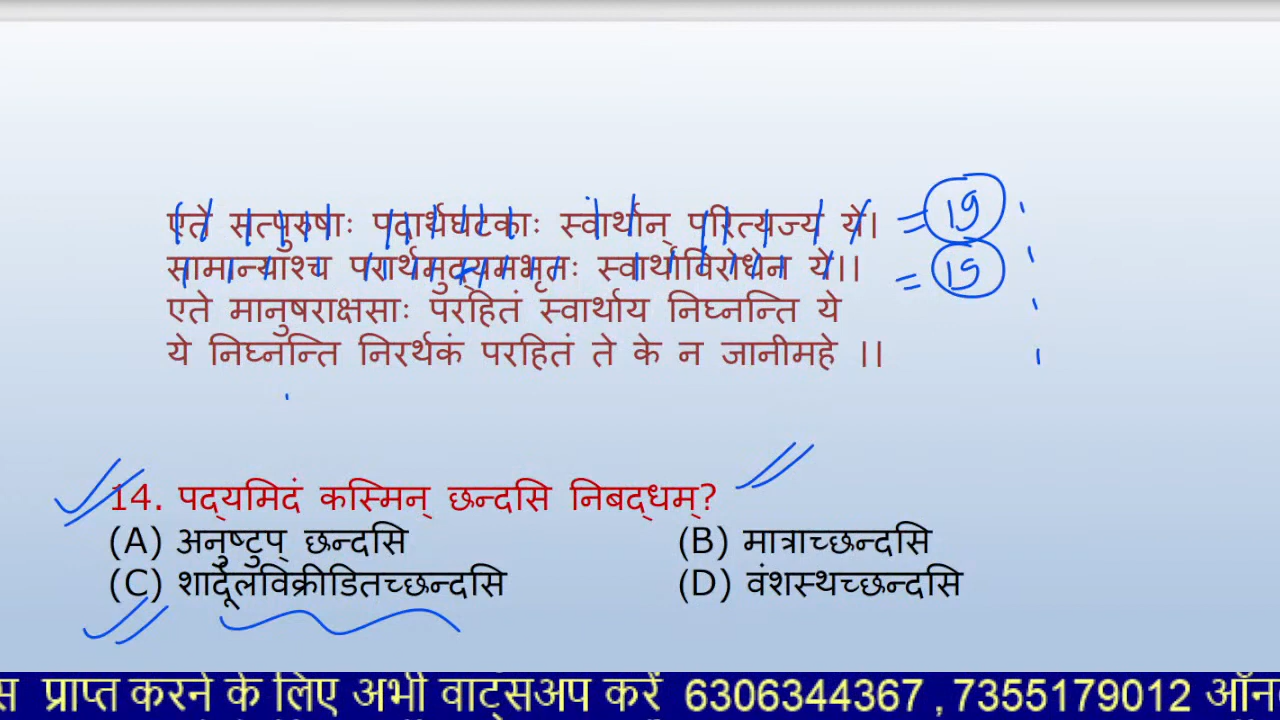 एते सत्पुरुषाः पदार्थघटकाः स्वार्थान् परित्यज्य ये। = 19
सामान्याँश्च परार्थमुद्यमभृतः स्वार्थाविरोधेन ये।। = 19
एते मानुषराक्षसाः परहितं स्वार्थाय निघ्नन्ति ये
ये निघ्नन्ति निरर्थकं परहितं ते के न जानीमहे ।।
14. पद्यमिदं कस्मिन् छन्दसि निबद्धम्?
(A) अनुष्टुप् छन्दसि (B) मात्राच्छन्दसि
(C) शार्दूलविक्रीडितच्छन्दसि (D) वंशस्थच्छन्दसि
प्राप्त करने के लिए अभी वाट्सअप करें 6306344367 ,7355179012